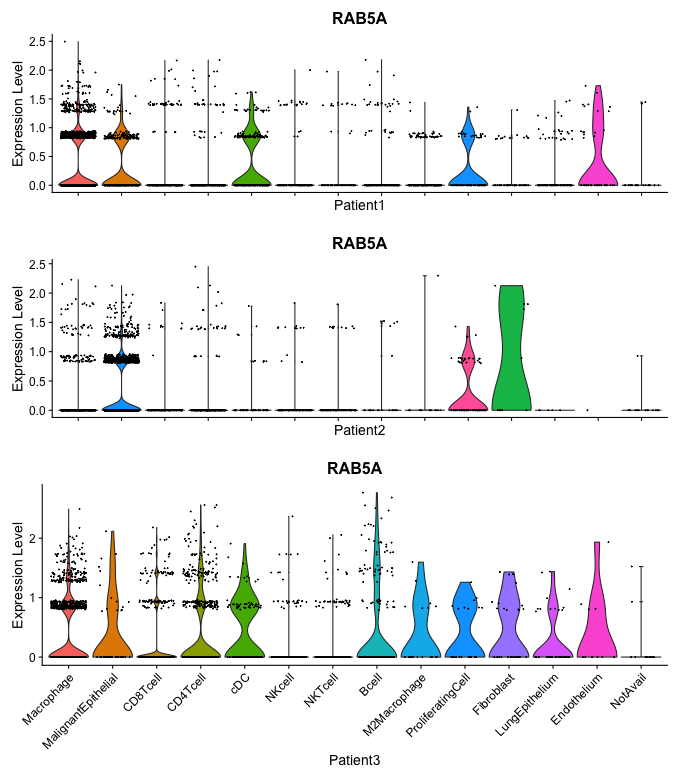 RAB5A
Expression Level
2.5
2.0
1.5
1.0
0.5
0.0
Patient1
RAB5A
Expression Level
2.5
2.0
1.5
1.0
0.5
0.0
Patient2
RAB5A
Expression Level
2
1
0
Macrophage
MalignantEpithelial
CD8Tcell
CD4Tcell
cDC
NKcell
NKTcell
Bcell
M2Macrophage
ProliferatingCell
Fibroblast
LungEpithelium
Endothelium
NotAvail
Patient3